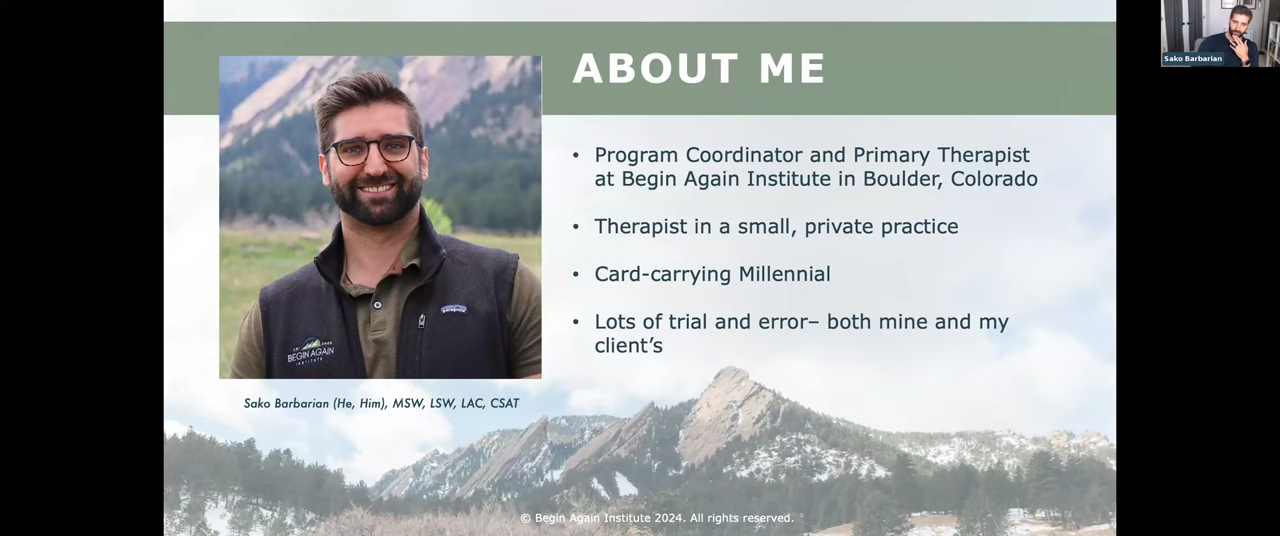 Sako Barbarian
ABOUT ME
• Program Coordinator and Primary Therapist
at Begin Again Institute in Boulder, Colorado
• Therapist in a small, private practice
• Card-carrying Millennial
• Lots of trial and error– both mine and my
client’s
patagonia
BEGIN AGAIN
INSTITUTE
Sako Barbarian (He, Him), MSW, LSW, LAC, CSAT
© Begin Again Institute 2024. All rights reserved.